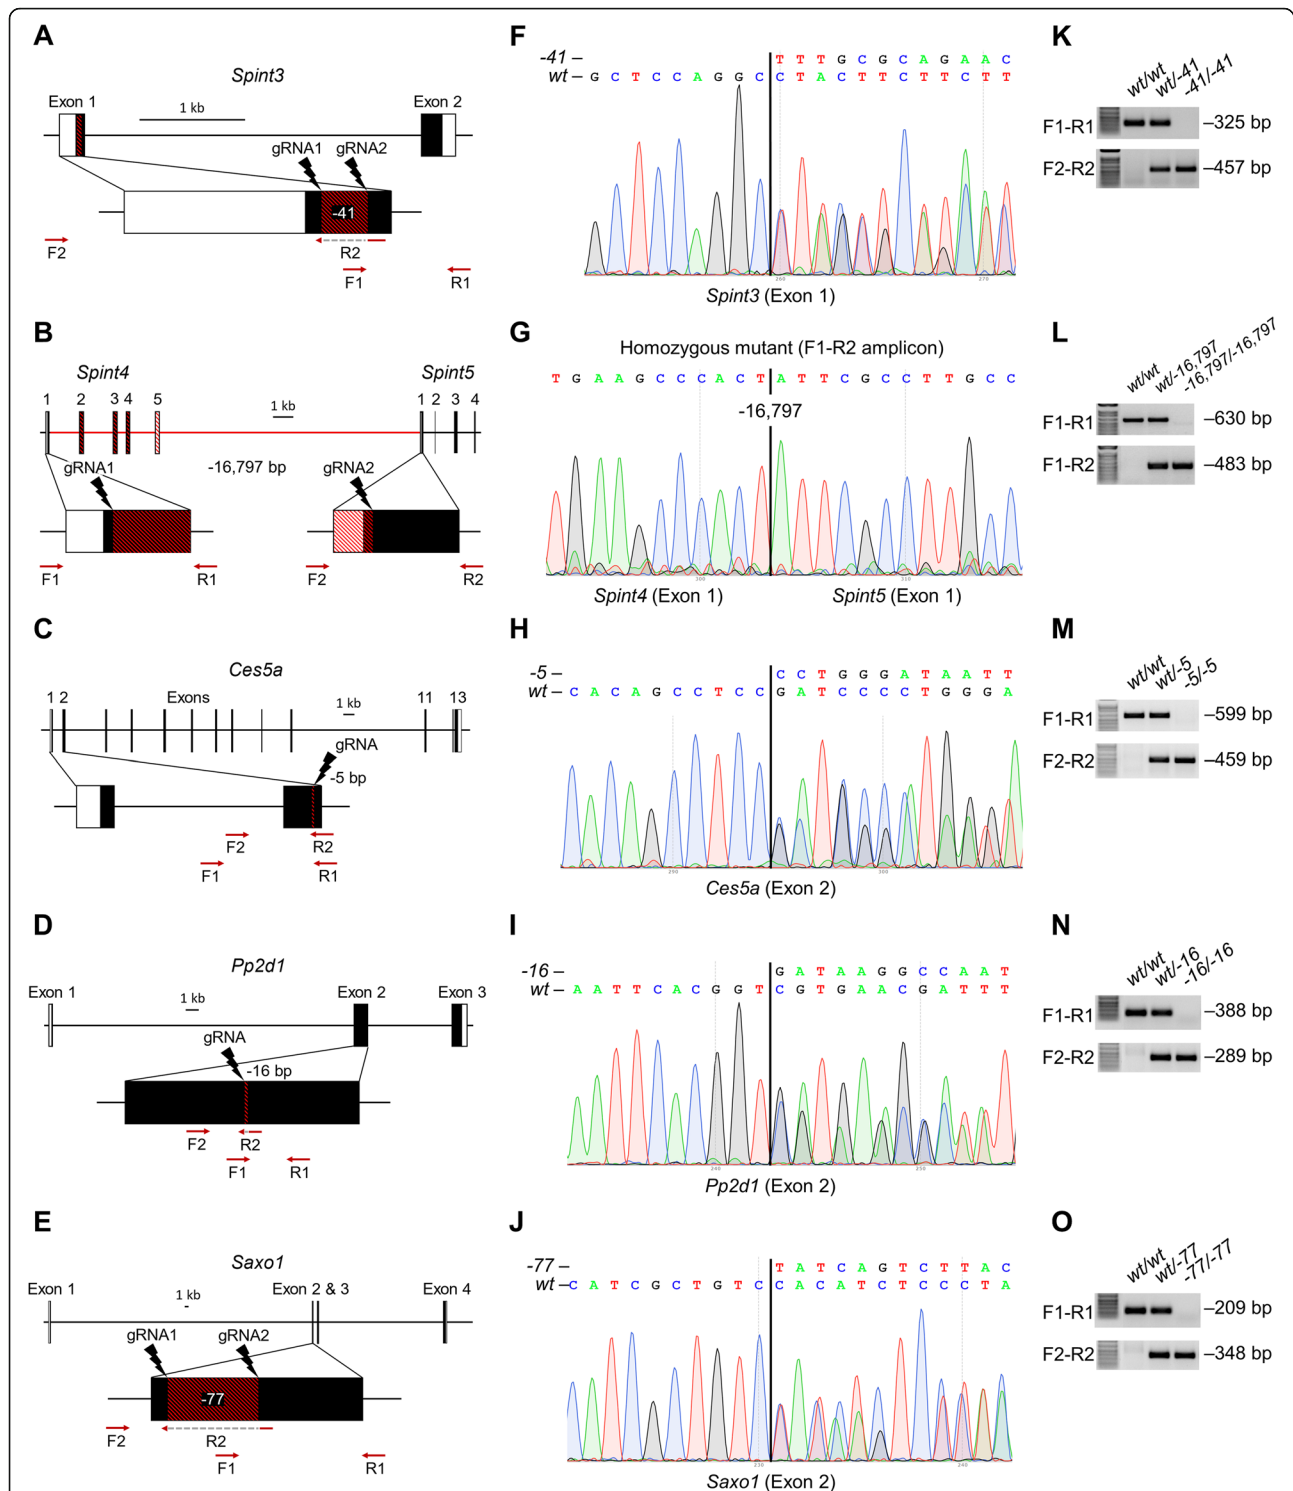 A
Spint3
Exon 1
1 kb
Exon 2
gRNA1
gRNA2
-41
F2
R2
F1
R1
F
-41 – T T T G C G C A G A A C
wt – G C T C C A G G C C T A C T T C T T C T T
260
270
Spint3 (Exon 1)
K
wt/wt
wt/-41
-41/-41
F1-R1
–325 bp
F2-R2
–457 bp
B
Spint4
Spint5
1 2 3 4 5
1 kb
1 2 3 4
gRNA1
-16,797 bp
gRNA2
F1
R1
F2
R2
G
Homozygous mutant (F1-R2 amplicon)
T G A A G C C C A C T A T T C G C C T T G C C
-16,797
300
310
Spint4 (Exon 1)
Spint5 (Exon 1)
L
wt/wt
wt/-16,797
-16,797/-16,797
F1-R1
–630 bp
F1-R2
–483 bp
C
Ces5a
1 2
Exons
1 kb
11
13
gRNA
-5 bp
F2
R2
F1
R1
H
-5 – C C T G G G A T A A T T
wt – C A C A G C C T C C G A T C C C C T G G G A
290
300
Ces5a (Exon 2)
M
wt/wt
wt/-5
-5/-5
F1-R1
–599 bp
F2-R2
–459 bp
D
Pp2d1
Exon 1
1 kb
Exon 2
Exon 3
gRNA
-16 bp
F2
R2
F1
R1
I
-16 – G A T A A G G C C A A T
wt – A A T T C A C G G T C G T G A A C G A T T T
240
250
Pp2d1 (Exon 2)
N
wt/wt
wt/-16
-16/-16
F1-R1
–388 bp
F2-R2
–289 bp
E
Saxo1
Exon 1
1 kb
Exon 2 & 3
Exon 4
gRNA1
gRNA2
-77
F2
R2
F1
R1
J
-77 – T A T C A G T C T T A C
wt – C A T C G C T G T C C A C A T C T C C C T A
230
240
Saxo1 (Exon 2)
O
wt/wt
wt/-77
-77/-77
F1-R1
–209 bp
F2-R2
–348 bp